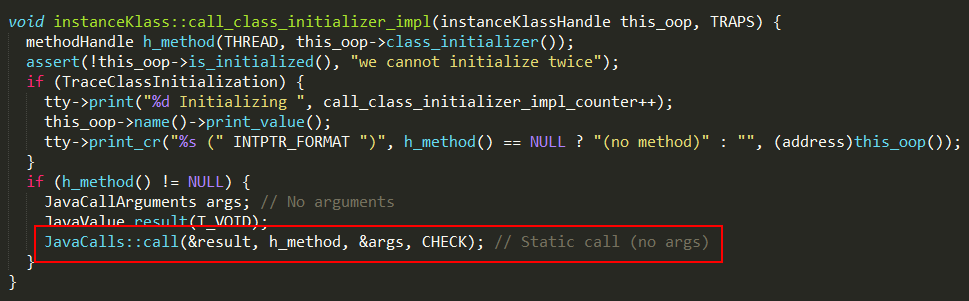 void instanceKlass::call_class_initializer_impl(instanceKlassHandle this_oop, TRAPS) {
  methodHandle h_method(THREAD, this_oop->class_initializer());
  assert(!this_oop->is_initialized(), "we cannot initialize twice");
  if (TraceClassInitialization) {
    tty->print("%d Initializing ", call_class_initializer_impl_counter++);
    this_oop->name()->print_value();
    tty->print_cr("%s (" INTPTR_FORMAT ")", h_method() == NULL ? "(no method)" : "", (address)this_oop());
  }
  if (h_method() != NULL) {
    JavaCallArguments args; // No arguments
    JavaValue result(T_VOID);
    JavaCalls::call(&result, h_method, &args, CHECK); // Static call (no args)
  }
}